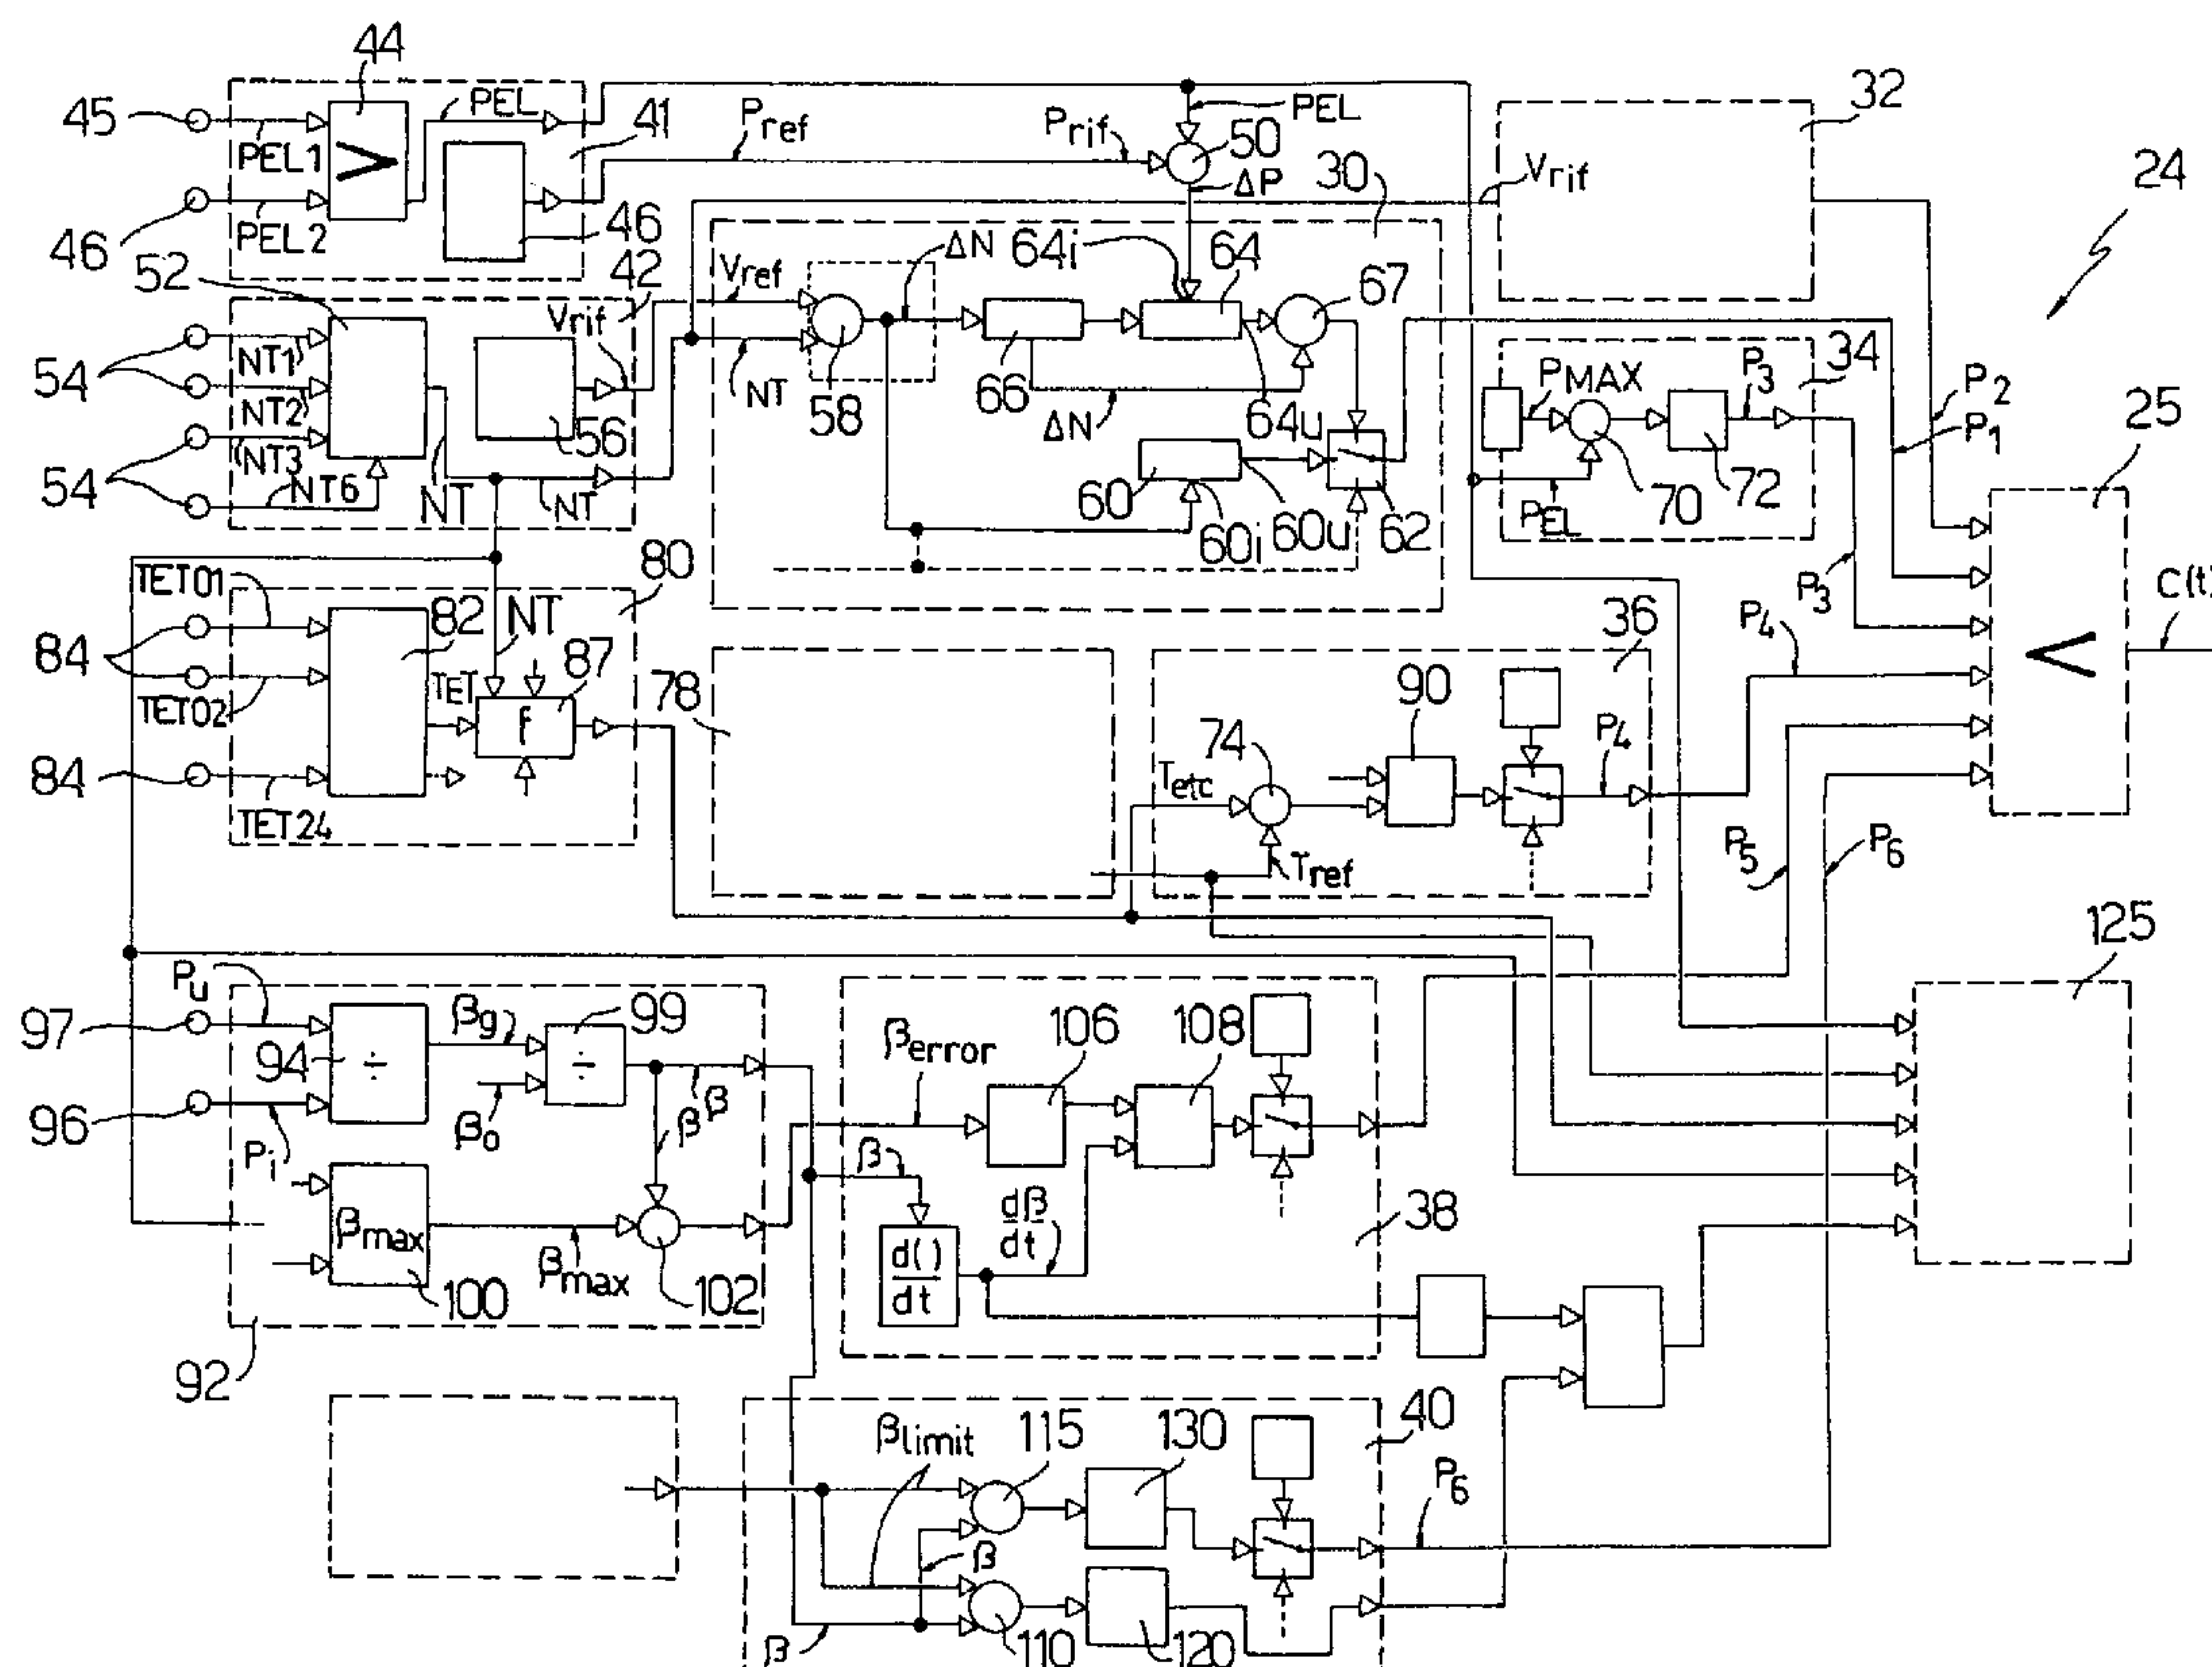 44
45
PEL
PEL1
>
41
Pref
Prif
PEL
50
32
PEL2
46
46
ΔP
30
Vrif
24
52
42
Vref
ΔN
64i
64
67
Vrif
NT1
54
NT2
NT3
54
NT6
NT
NT
56
NT
58
66
ΔN
64u
60
60i
60u
62
PMAX
P3
34
70
72
PEL
P2
P1
25
P3
<
C(t)
TET01
80
82
NT
87
84
TET02
TET
f
84
TET24
78
36
90
P4
74
Tetc
P4
Tref
P5
P6
125
Pu
97
94
÷
βg
99
÷
96
Pi
βo
β
β
βmax
100
βmax
102
92
βerror
106
108
β
dβ
dt
d()
dt
38
40
βlimit
115
130
P6
β
β
110
120